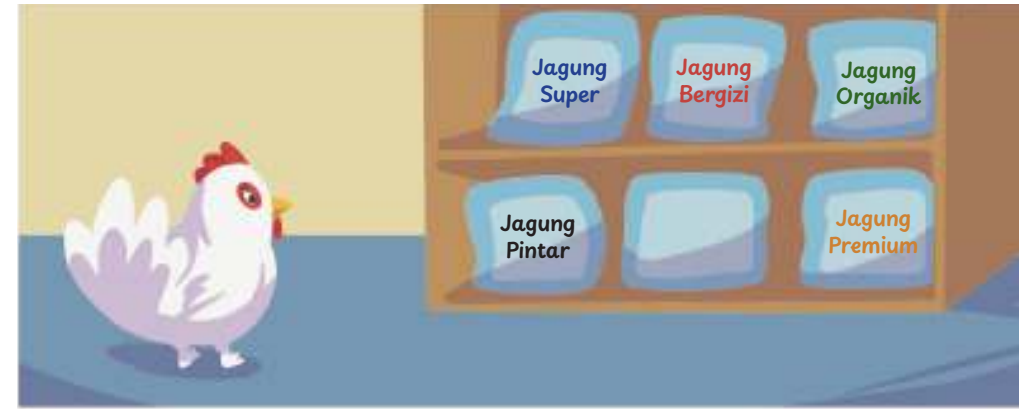 Jagung
Super
Jagung
Bergizi
Jagung
Organik
Jagung
Pintar
Jagung
Premium